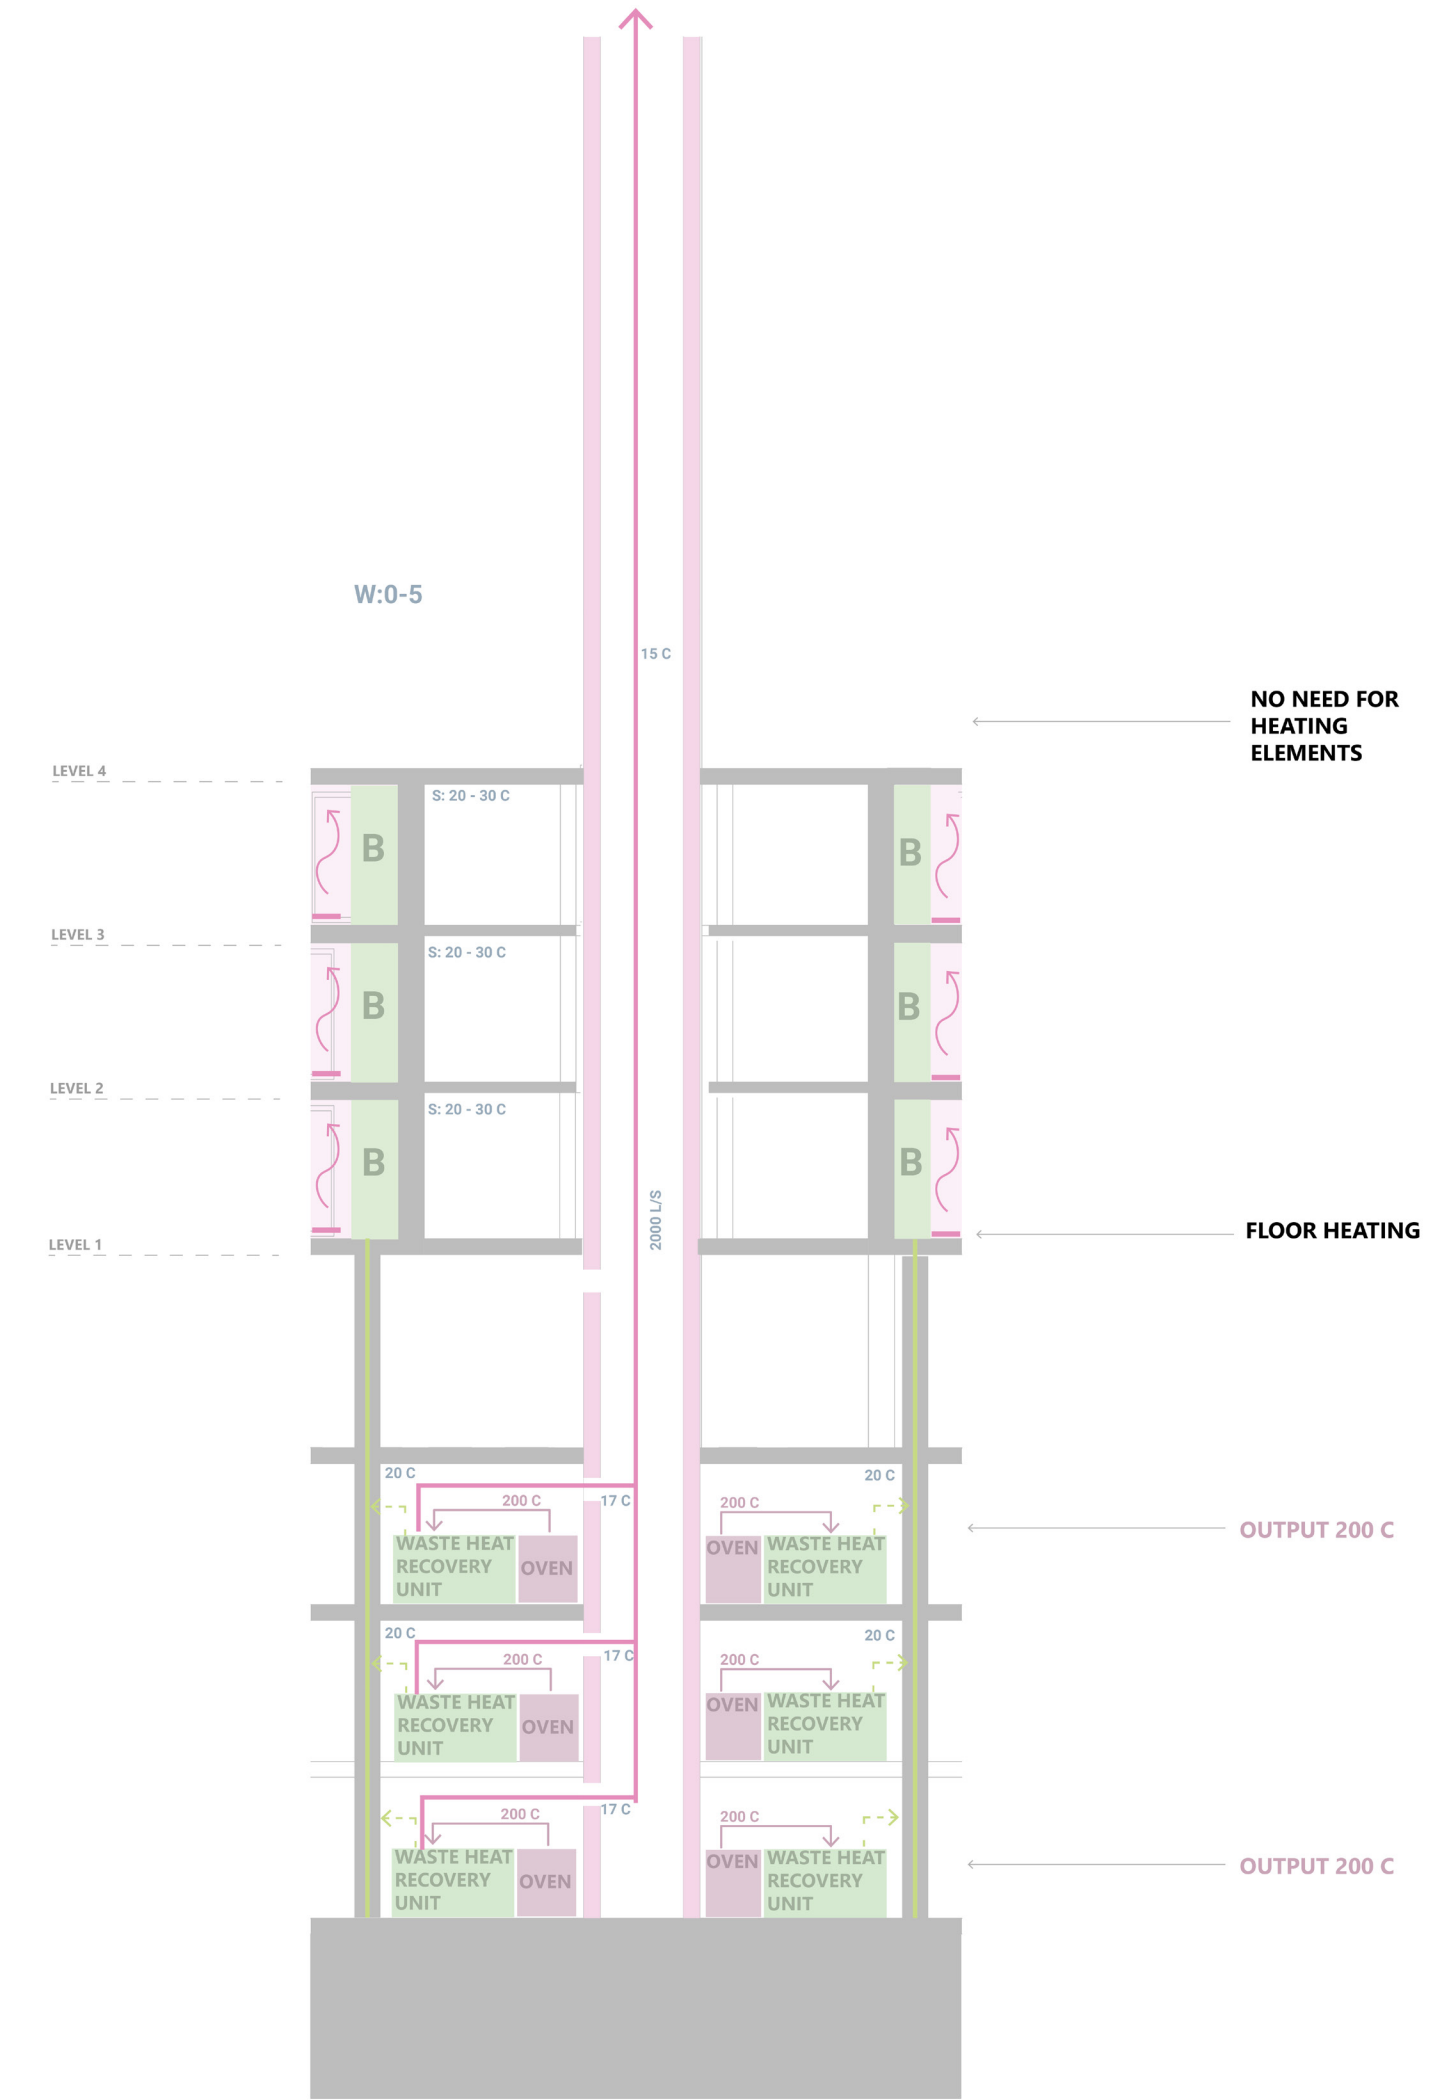 W:0-5
15 C
NO NEED FOR
HEATING
ELEMENTS
LEVEL 4
S: 20 - 30 C
B
B
LEVEL 3
S: 20 - 30 C
B
B
LEVEL 2
S: 20 - 30 C
B
B
2000 L/S
LEVEL 1
FLOOR HEATING
20 C
20 C
200 C
17 C
200 C
WASTE HEAT
RECOVERY
UNIT
OVEN
OVEN
WASTE HEAT
RECOVERY
UNIT
OUTPUT 200 C
20 C
20 C
200 C
17 C
200 C
WASTE HEAT
RECOVERY
UNIT
OVEN
OVEN
WASTE HEAT
RECOVERY
UNIT
200 C
17 C
200 C
WASTE HEAT
RECOVERY
UNIT
OVEN
OVEN
WASTE HEAT
RECOVERY
UNIT
OUTPUT 200 C